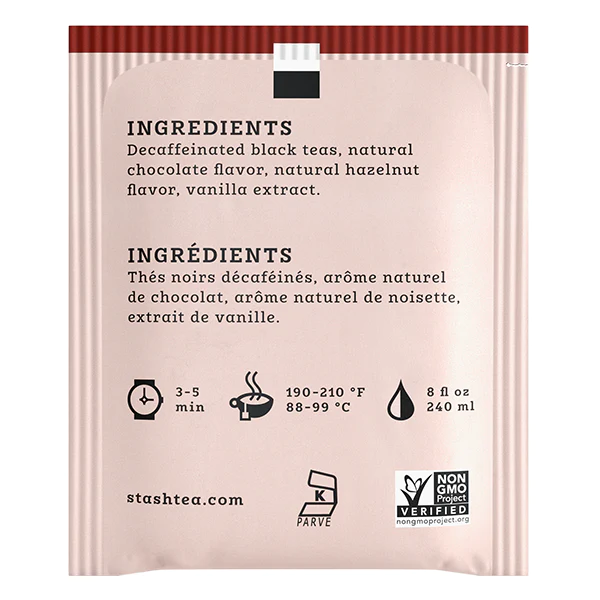 INGREDIENTS
Decaffeinated black teas, natural
chocolate flavor, natural hazelnut
flavor, vanilla extract.
INGRÉDIENTS
Thés noirs décaféinés, arôme naturel
de chocolat, arôme naturel de noisette,
extrait de vanille.
3-5
min
190-210 °F
88-99 °C
8 fl oz
240 ml
stashtea.com
K
PARVE
NON
GMO
Project
VERIFIED
nongmoproject.org